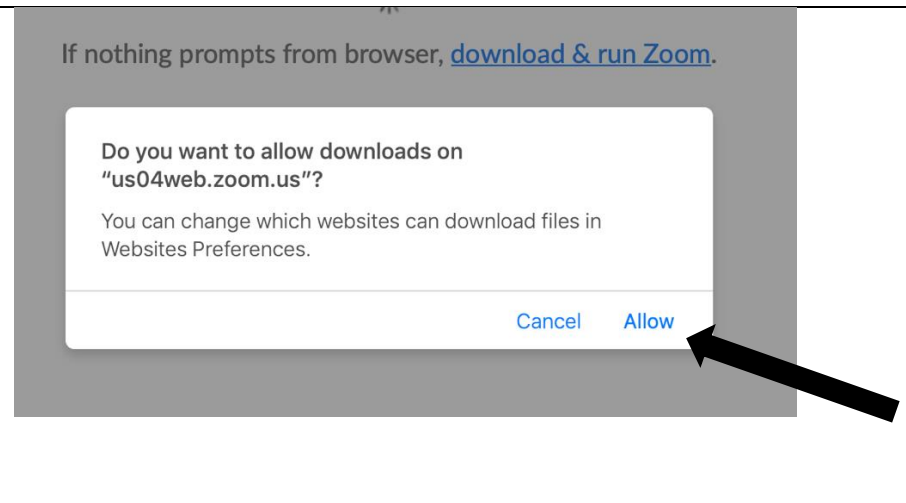 If nothing prompts from browser, download & run Zoom.
Do you want to allow downloads on
“us04web.zoom.us”?
You can change which websites can download files in
Websites Preferences.
Cancel Allow